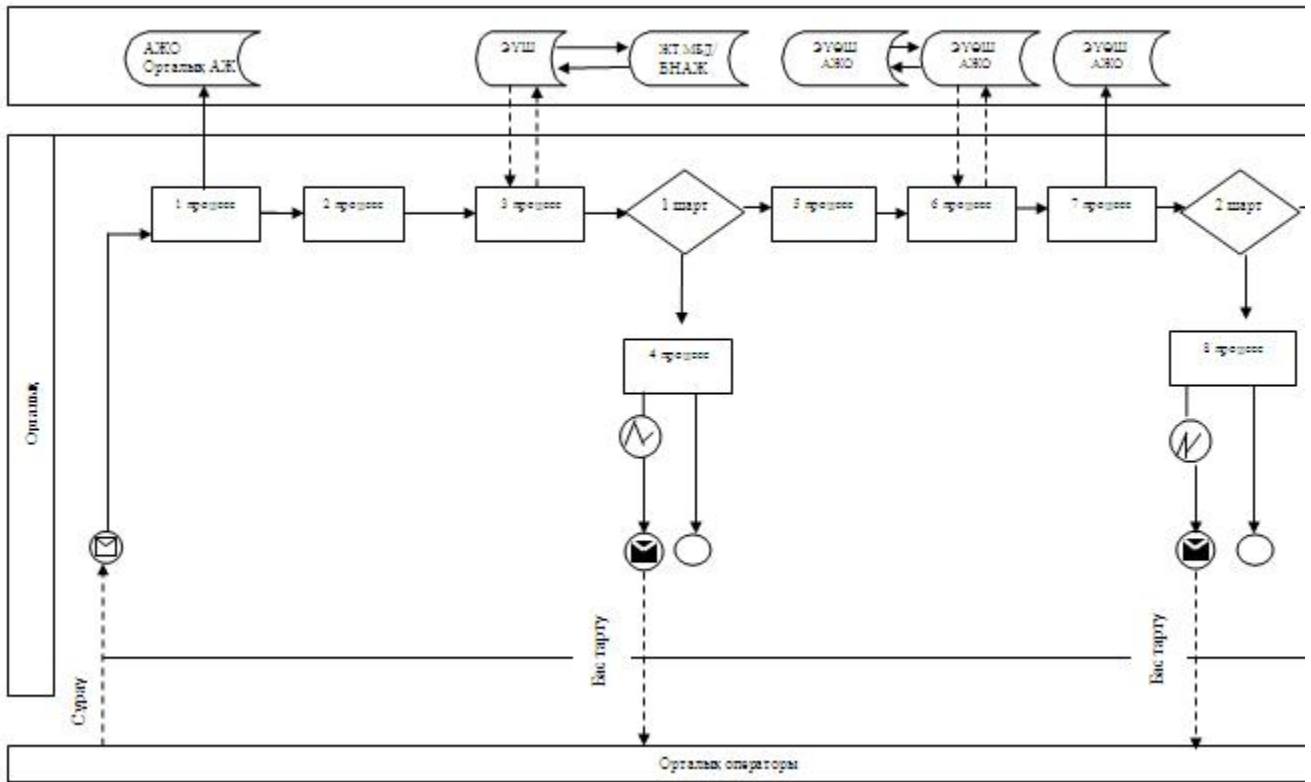 АЖО
Орталық АЖ
ЭҮШ
ЖТ МБД/
БНАЖ
ЭҮӨШ
АЖО
ЭҮӨШ
АЖО
ЭҮӨШ
АЖО
1 процесс
2 процесс
3 процесс
1 шарт
5 процесс
6 процесс
7 процесс
2 шарт
4 процесс
8 процесс
Орталық
Сұрау
Бас тарту
Бас тарту
Орталық операторы